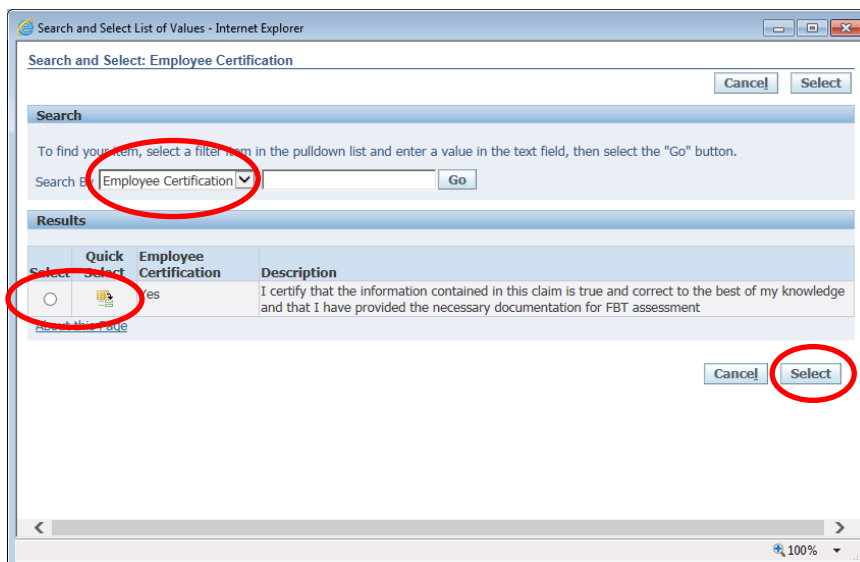 Search and Select List of Values - Internet Explorer
Search and Select: Employee Certification
Cancel Select
Search
To find your item, select a filter item in the pulldown list and enter a value in the text field, then select the "Go" button.
Search By Employee Certification Go
Results
Select Quick Select Employee Certification Description
Yes I certify that the information contained in this claim is true and correct to the best of my knowledge
and that I have provided the necessary documentation for FBT assessment
About this Page
Cancel Select
100%